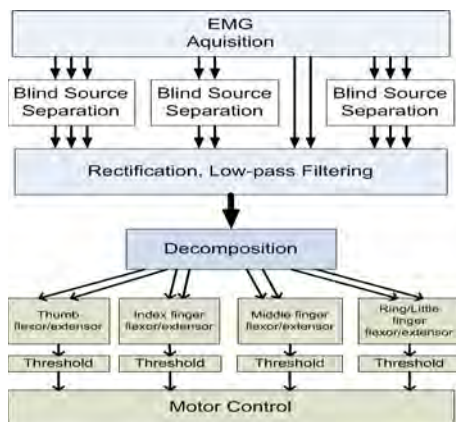 EMG
Aquisition
Blind Source
Separation
Blind Source
Separation
Blind Source
Separation
Rectification, Low-pass Filtering
Decomposition
Thumb
flexor/extensor
Index finger
flexor/extensor
Middle finger
flexor/extensor
Ring/Little
finger
flexor/extensor
Threshold
Threshold
Threshold
Threshold
Motor Control